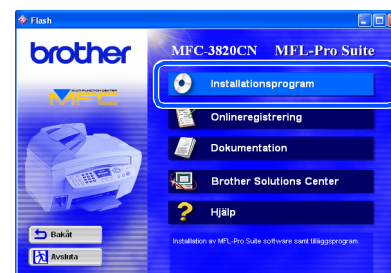 Flash
brother
MFC-3820CN MFL-Pro Suite
MULTI-FUNCTION CENTER
MFC
Installationsprogram
Onlineregistrering
Dokumentation
Brother Solutions Center
Hjälp
Bakåt
Avsluta
Installation av MFL-Pro Suite software samt tilläggsprogram.